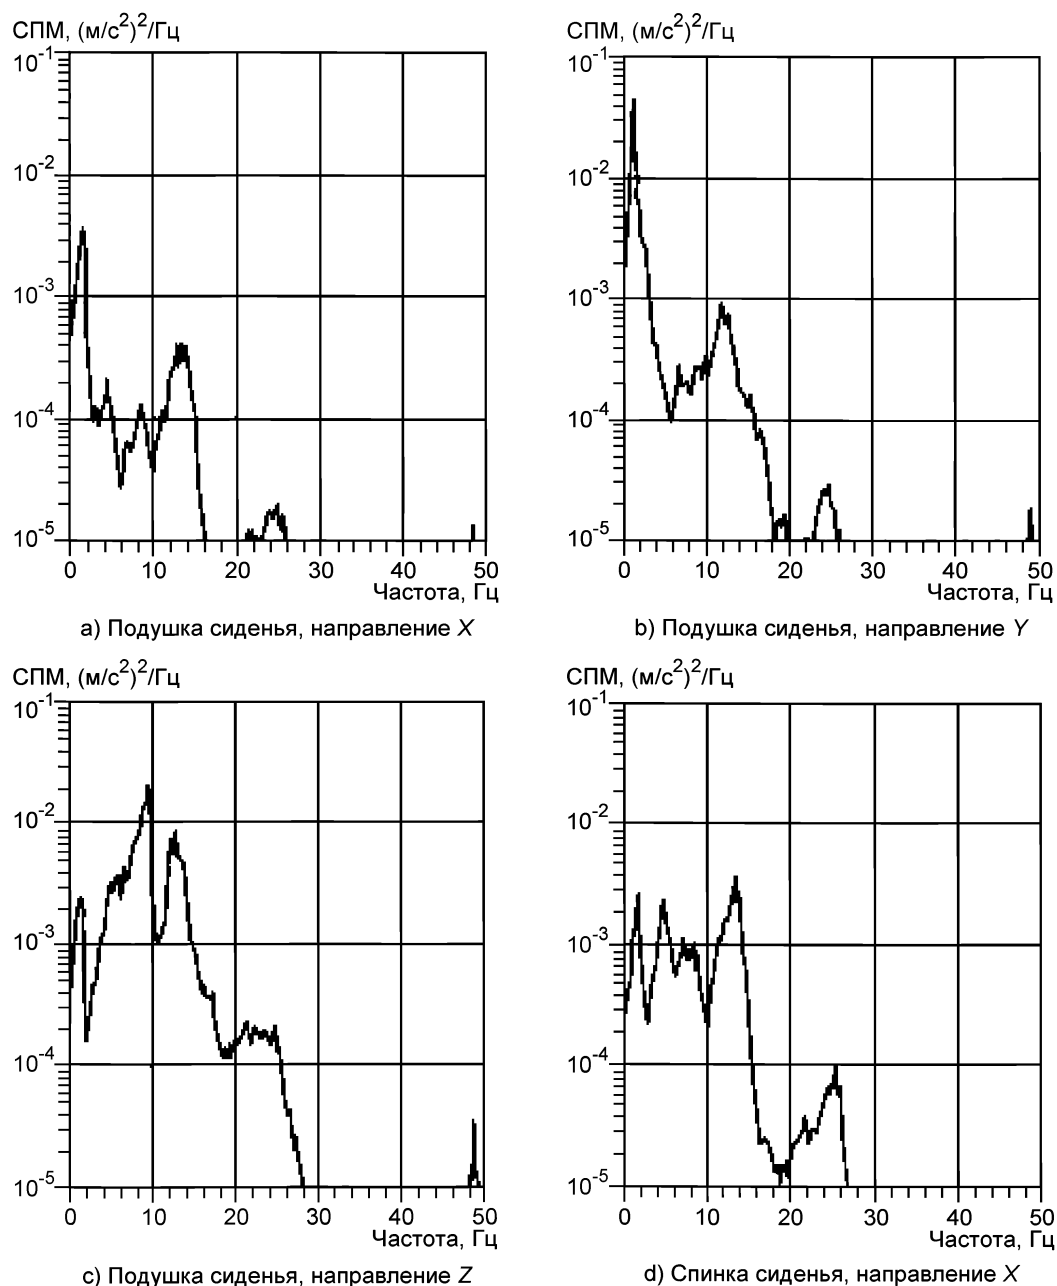 СПМ, (м/с²)²/Гц
10⁻¹
10⁻²
10⁻³
10⁻⁴
10⁻⁵
0 10 20 30 40 50
Частота, Гц
a) Подушка сиденья, направление X
СПМ, (м/с²)²/Гц
10⁻¹
10⁻²
10⁻³
10⁻⁴
10⁻⁵
0 10 20 30 40 50
Частота, Гц
b) Подушка сиденья, направление Y
СПМ, (м/с²)²/Гц
10⁻¹
10⁻²
10⁻³
10⁻⁴
10⁻⁵
0 10 20 30 40 50
Частота, Гц
c) Подушка сиденья, направление Z
СПМ, (м/с²)²/Гц
10⁻¹
10⁻²
10⁻³
10⁻⁴
10⁻⁵
0 10 20 30 40 50
Частота, Гц
d) Спинка сиденья, направление X